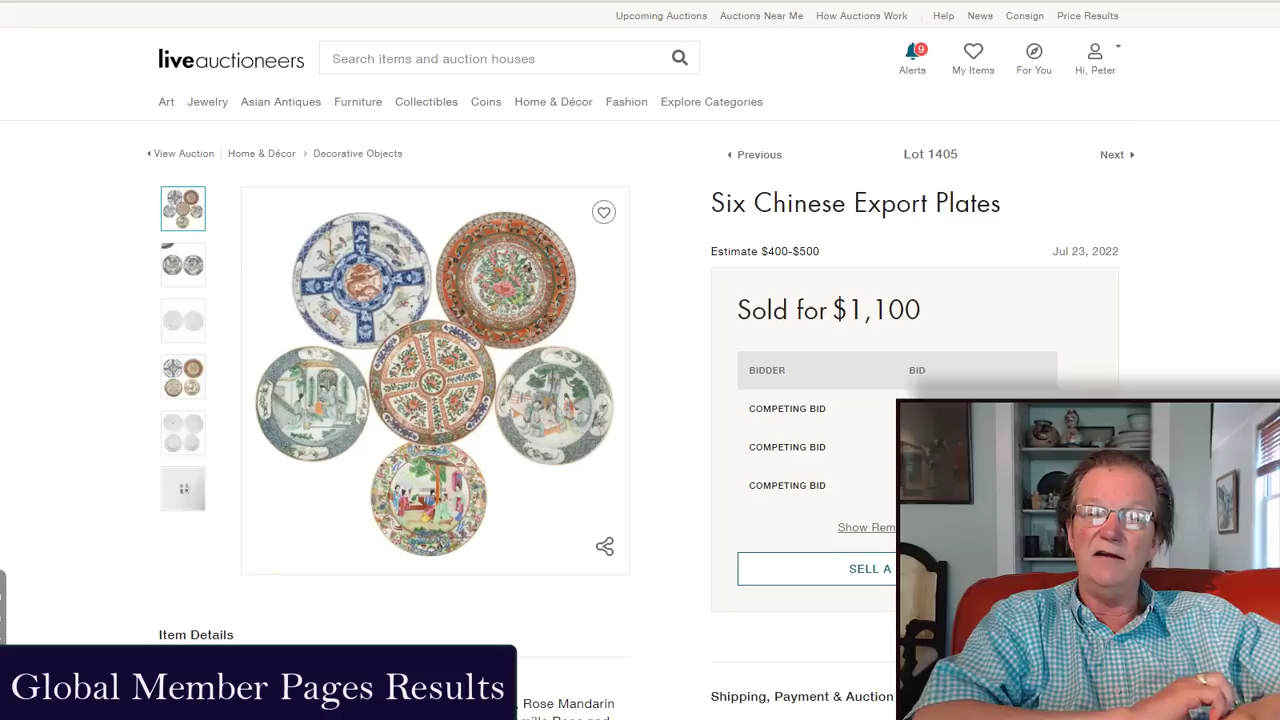 Upcoming Auctions Auctions Near Me How Auctions Work Help News Consign Price Results
liveauctioneers
Search items and auction houses
9
Alerts My Items For You Hi, Peter
Art Jewelry Asian Antiques Furniture Collectibles Coins Home & Décor Fashion Explore Categories
View Auction Home & Décor › Decorative Objects
Previous Lot 1405 Next
Six Chinese Export Plates
Estimate $400-$500 Jul 23, 2022
Sold for $1,100
BIDDER BID
COMPETING BID
COMPETING BID
COMPETING BID
Show Rem
SELL A
Item Details
Global Member Pages Results
Shipping, Payment & Auction
Rose Mandarin